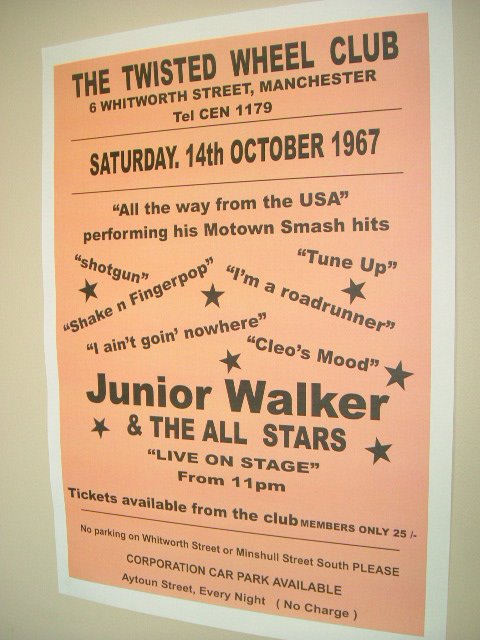 THE TWISTED WHEEL CLUB
6 WHITWORTH STREET, MANCHESTER
Tel CEN 1179
SATURDAY. 14th OCTOBER 1967
“All the way from the USA”
performing his Motown Smash hits
“shotgun”
“Tune Up”
“Shake n Fingerpop”
“I'm a roadrunner”
“I ain't goin' nowhere”
“Cleo's Mood”
Junior Walker
& THE ALL STARS
“LIVE ON STAGE”
From 11pm
Tickets available from the club MEMBERS ONLY 25 /-
No parking on Whitworth Street or Minshull Street South PLEASE
CORPORATION CAR PARK AVAILABLE
Aytoun Street, Every Night ( No Charge )